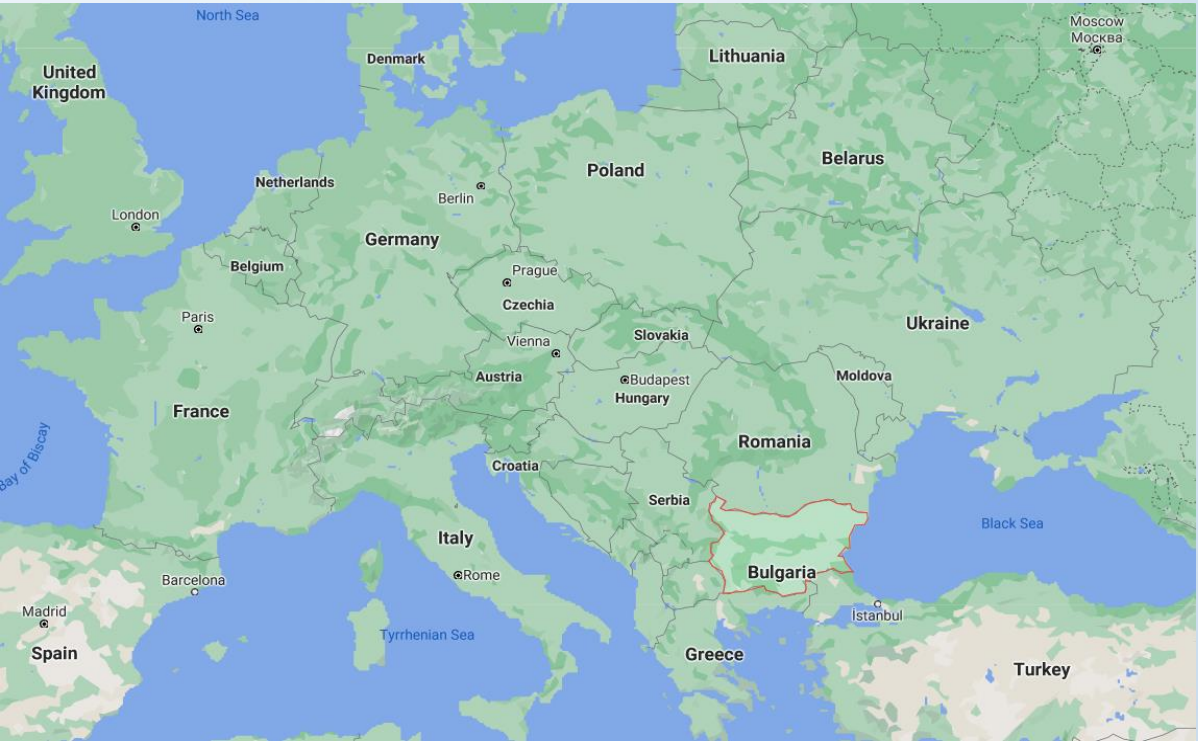 North Sea
Moscow
Москва
Denmark
Lithuania
United
Kingdom
Belarus
Poland
Netherlands
Berlin
London
Germany
Belgium
Prague
Czechia
Paris
Ukraine
Slovakia
Vienna
Austria
Budapest
Hungary
Moldova
France
Romania
Bay of Biscay
Croatia
Serbia
Black Sea
Italy
Bulgaria
Rome
Barcelona
Madrid
İstanbul
Tyrrhenian Sea
Spain
Greece
Turkey